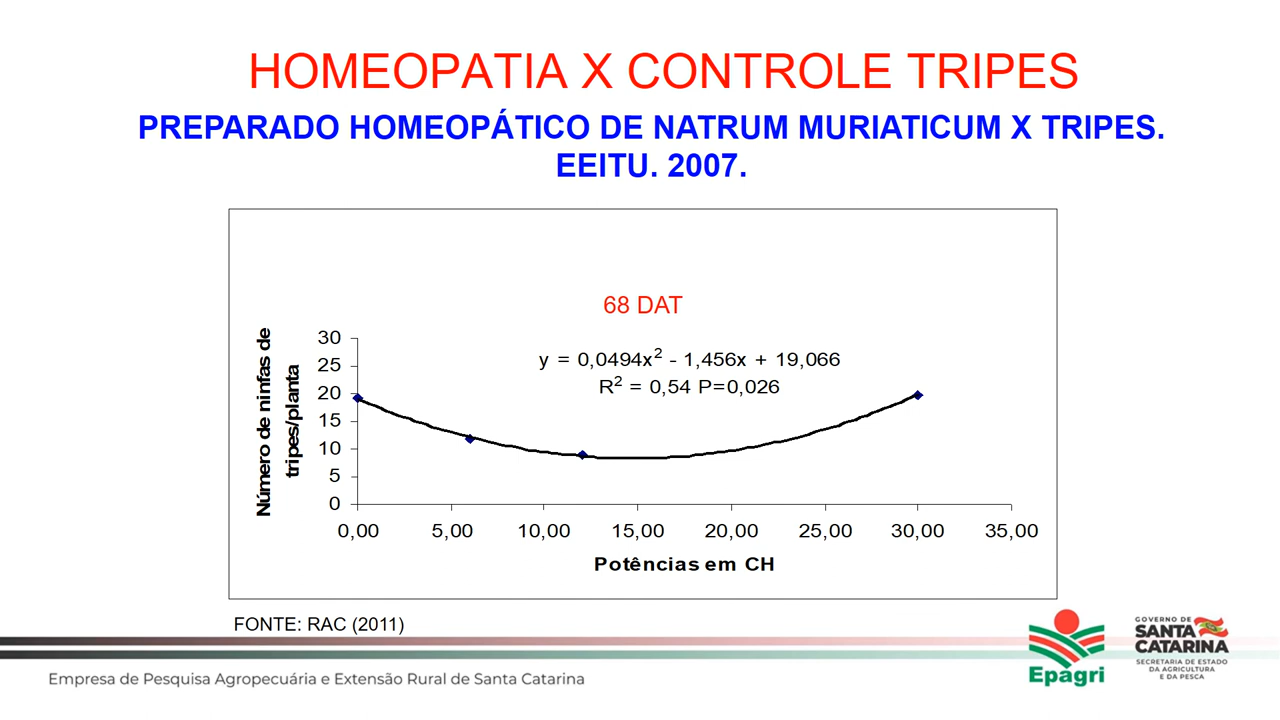 HOMEOPATIA X CONTROLE TRIPES
PREPARADO HOMEOPÁTICO DE NATRUM MURIATICUM X TRIPES.
EEITU. 2007.
68 DAT
y = 0,0494x² - 1,456x + 19,066
R² = 0,54 P=0,026
Número de ninfas de
tripes/planta
30
25
20
15
10
5
0
0,00 5,00 10,00 15,00 20,00 25,00 30,00 35,00
Potências em CH
FONTE: RAC (2011)
Empresa de Pesquisa Agropecuária e Extensão Rural de Santa Catarina
Epagri
GOVERNO DE
SANTA
CATARINA
SECRETARIA DE ESTADO
DA AGRICULTURA
E DA PESCA